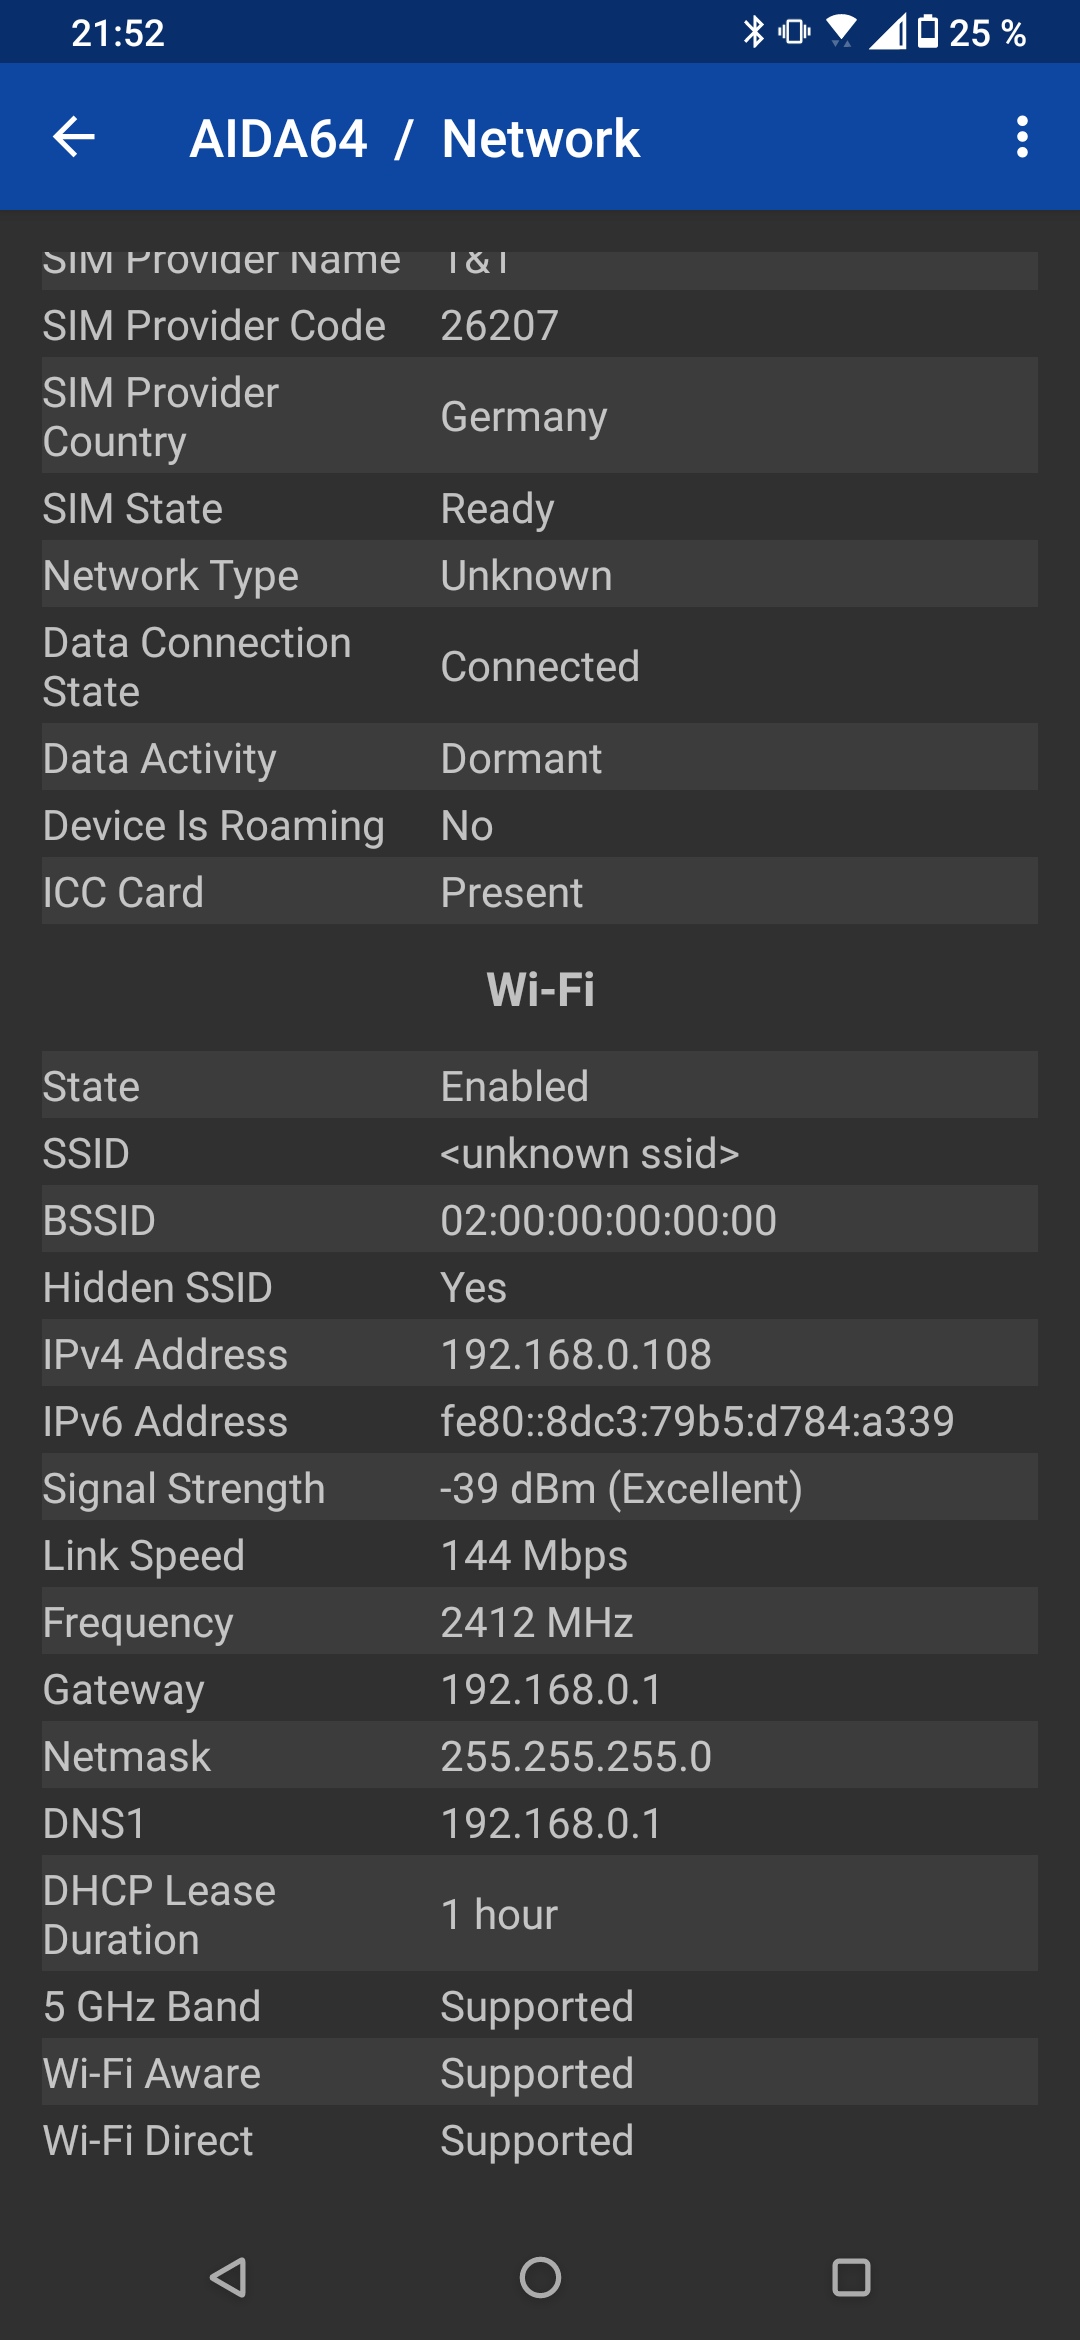 21:52
25 %
AIDA64 / Network
SIM Provider Name 1&1
SIM Provider Code 26207
SIM Provider
Country
Germany
SIM State Ready
Network Type Unknown
Data Connection
State
Connected
Data Activity Dormant
Device Is Roaming No
ICC Card Present
Wi-Fi
State Enabled
SSID <unknown ssid>
BSSID 02:00:00:00:00:00
Hidden SSID Yes
IPv4 Address 192.168.0.108
IPv6 Address fe80::8dc3:79b5:d784:a339
Signal Strength -39 dBm (Excellent)
Link Speed 144 Mbps
Frequency 2412 MHz
Gateway 192.168.0.1
Netmask 255.255.255.0
DNS1 192.168.0.1
DHCP Lease
Duration
1 hour
5 GHz Band Supported
Wi-Fi Aware Supported
Wi-Fi Direct Supported